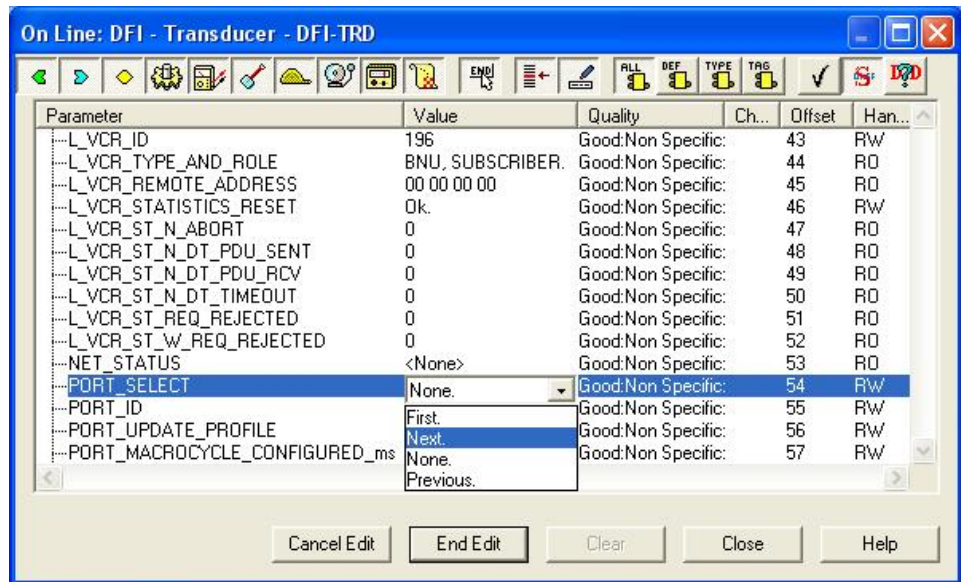 On Line: DFI - Transducer - DFI-TRD
END ALL DEF TYPE TAG
Parameter Value Quality Ch... Offset Han...
L_VCR_ID 196 Good:Non Specific: 43 RW
L_VCR_TYPE_AND_ROLE BNU, SUBSCRIBER. Good:Non Specific: 44 RO
L_VCR_REMOTE_ADDRESS 00 00 00 00 Good:Non Specific: 45 RO
L_VCR_STATISTICS_RESET Ok. Good:Non Specific: 46 RW
L_VCR_ST_N_ABORT 0 Good:Non Specific: 47 RO
L_VCR_ST_N_DT_PDU_SENT 0 Good:Non Specific: 48 RO
L_VCR_ST_N_DT_PDU_RCV 0 Good:Non Specific: 49 RO
L_VCR_ST_N_DT_TIMEOUT 0 Good:Non Specific: 50 RO
L_VCR_ST_REQ_REJECTED 0 Good:Non Specific: 51 RO
L_VCR_ST_W_REQ_REJECTED 0 Good:Non Specific: 52 RO
NET_STATUS <None> Good:Non Specific: 53 RO
PORT_SELECT None. Good:Non Specific: 54 RW
PORT_ID First. Good:Non Specific: 55 RW
PORT_UPDATE_PROFILE Next. Good:Non Specific: 56 RW
PORT_MACROCYCLE_CONFIGURED_ms None. Good:Non Specific: 57 RW
Previous.
Cancel Edit End Edit Clear Close Help